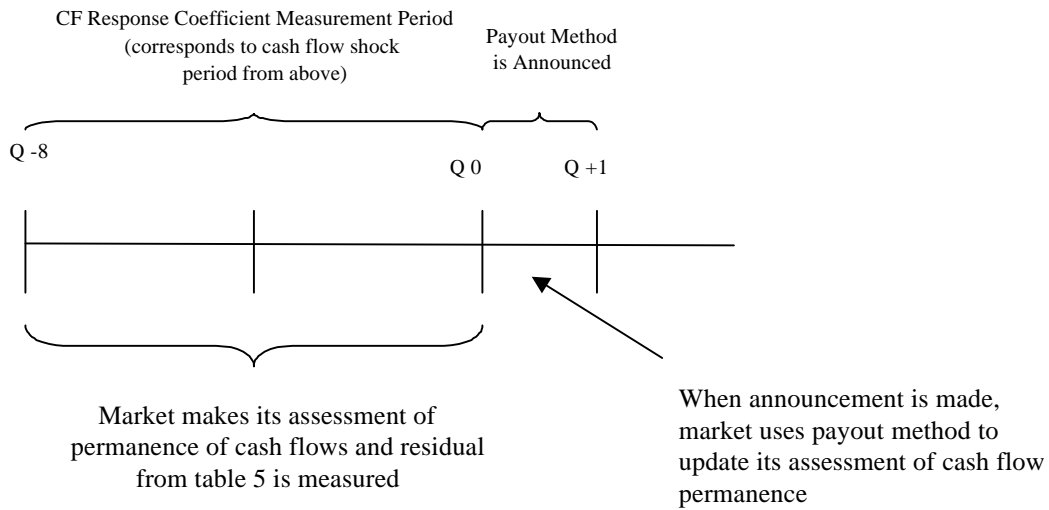 CF Response Coefficient Measurement Period
(corresponds to cash flow shock
period from above)
Payout Method
is Announced
Q -8
Q 0
Q +1
Market makes its assessment of
permanence of cash flows and residual
from table 5 is measured
When announcement is made,
market uses payout method to
update its assessment of cash flow
permanence